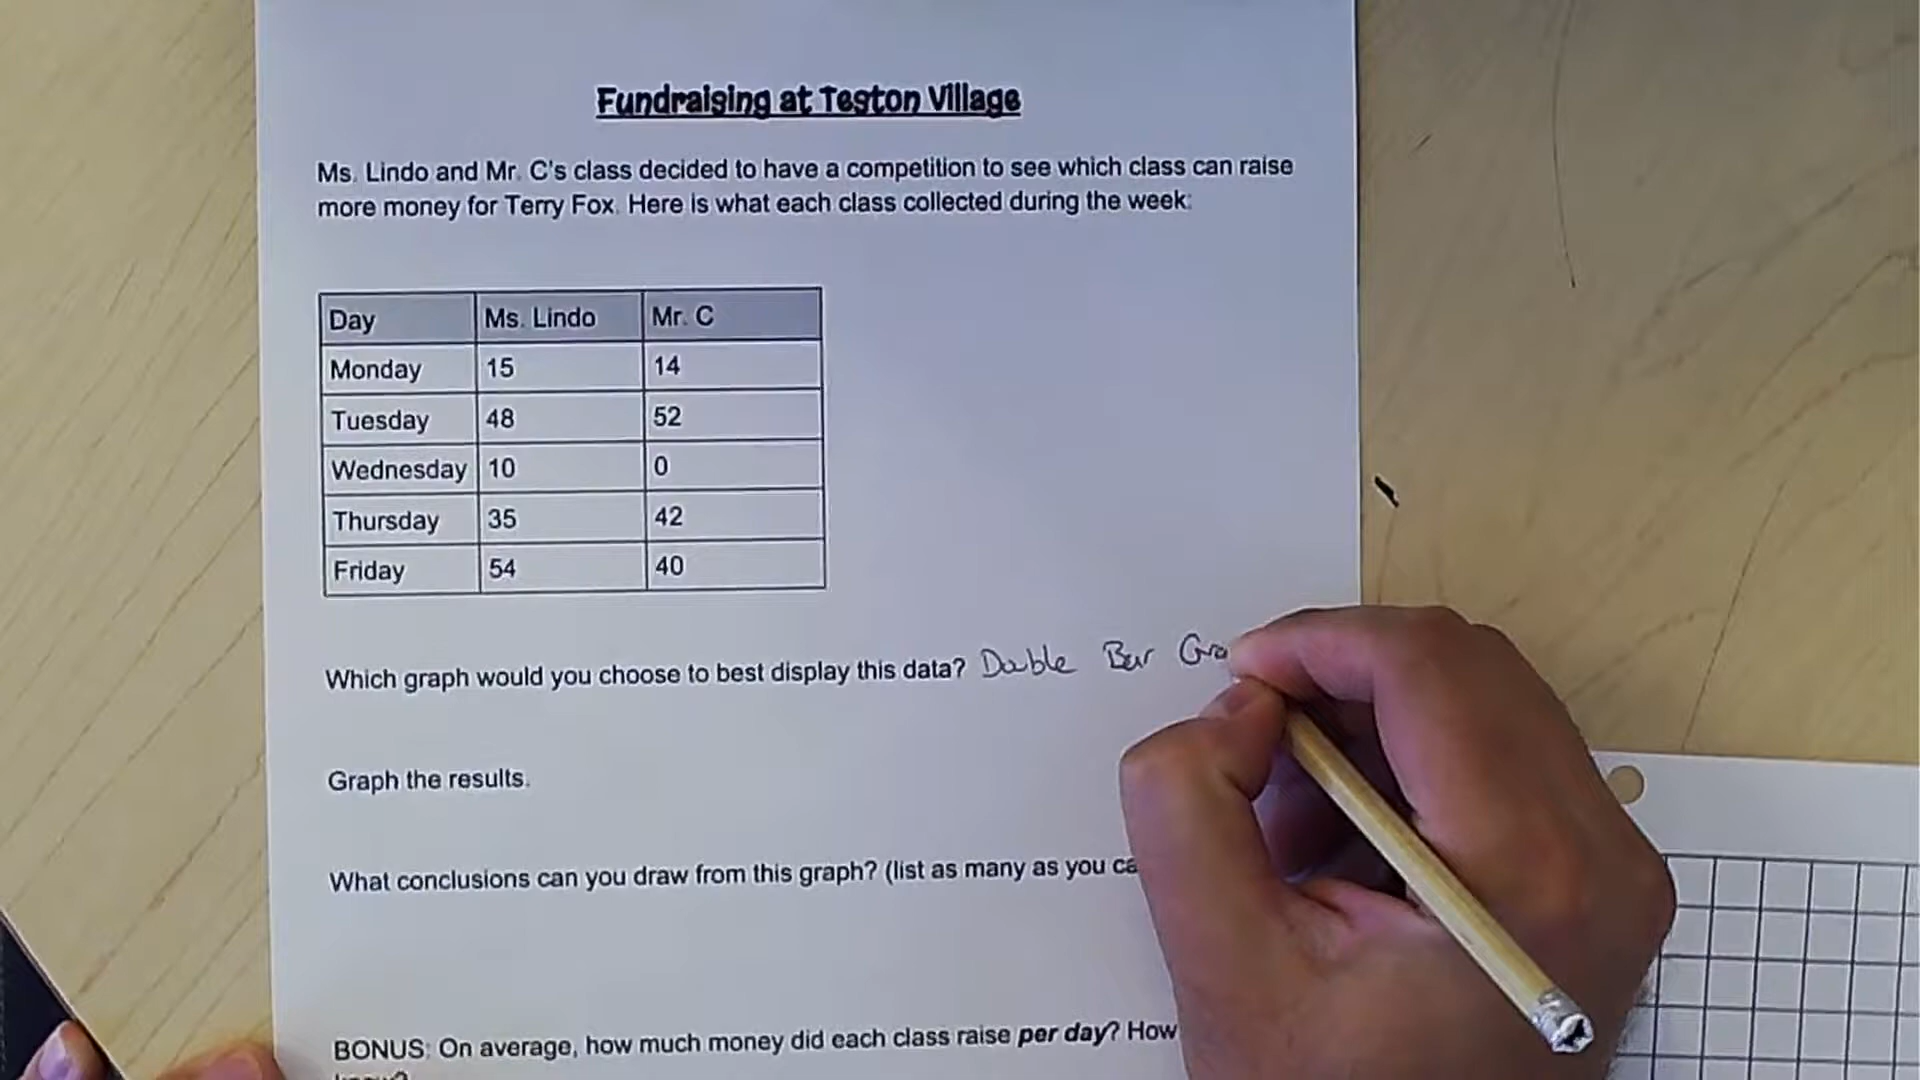 Fundraising at Teston Village
Ms. Lindo and Mr. C's class decided to have a competition to see which class can raise
more money for Terry Fox. Here is what each class collected during the week:
Day Ms. Lindo Mr. C
Monday 15 14
Tuesday 48 52
Wednesday 10 0
Thursday 35 42
Friday 54 40
Which graph would you choose to best display this data? Double Bar Gra
Graph the results.
What conclusions can you draw from this graph? (list as many as you ca
BONUS: On average, how much money did each class raise per day? How